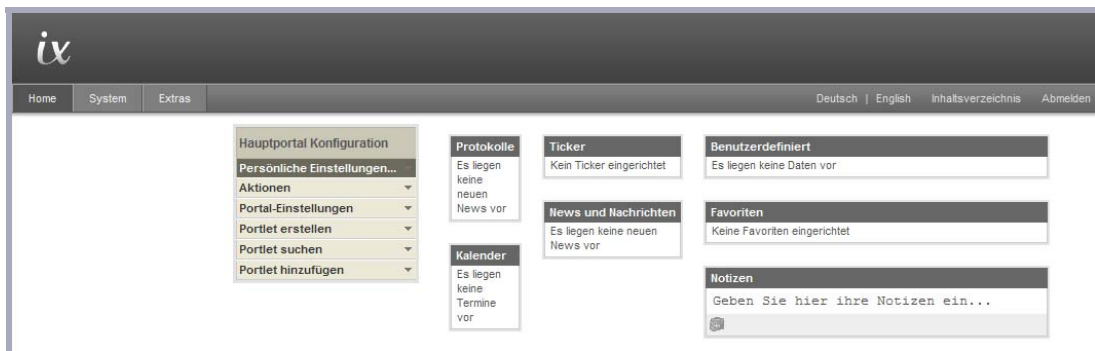 ix
Home System Extras Deutsch | English Inhaltsverzeichnis Abmelden
Hauptportal Konfiguration
Persönliche Einstellungen...
Aktionen
Portal-Einstellungen
Portlet erstellen
Portlet suchen
Portlet hinzufügen
Protokolle
Es liegen
keine
neuen
News vor
Kalender
Es liegen
keine
Termine
vor
Ticker
Kein Ticker eingerichtet
News und Nachrichten
Es liegen keine neuen
News vor
Benutzerdefiniert
Es liegen keine Daten vor
Favoriten
Keine Favoriten eingerichtet
Notizen
Geben Sie hier ihre Notizen ein...